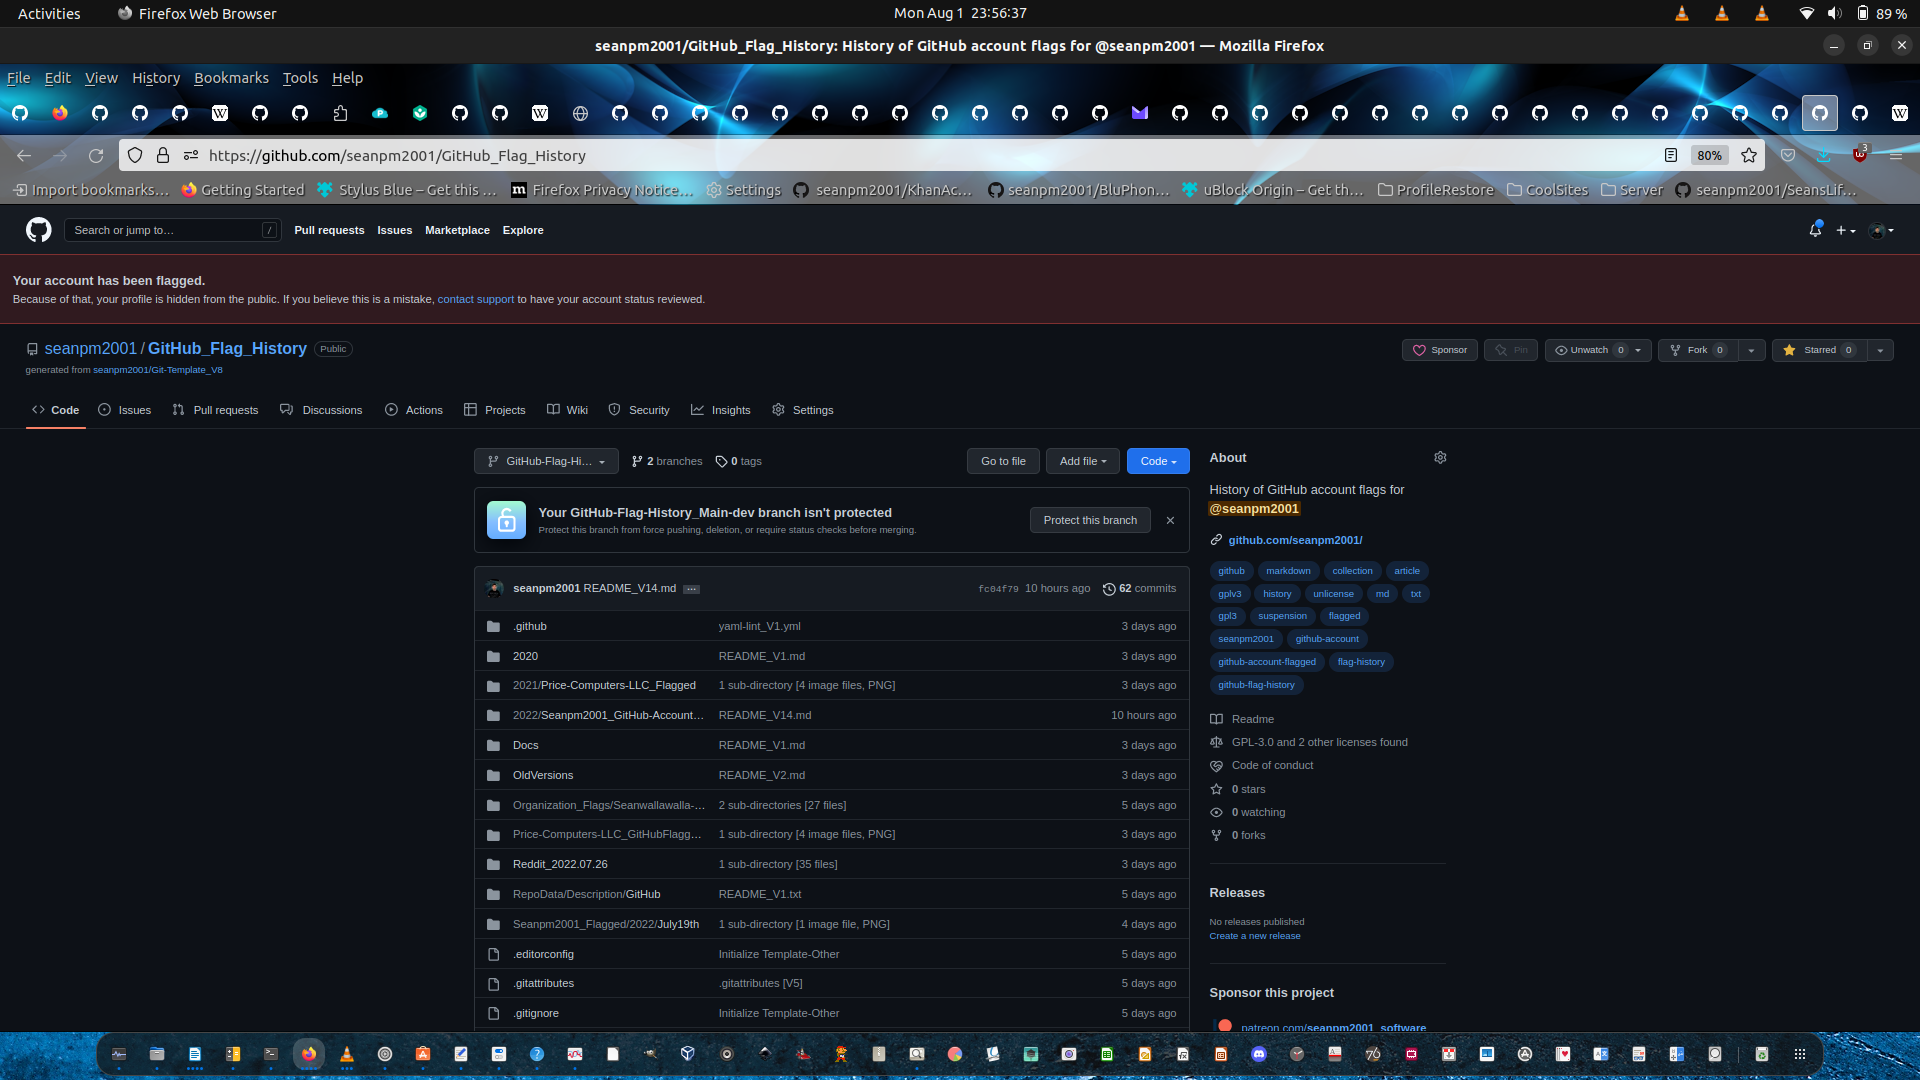 Activities Firefox Web Browser Mon Aug 1 23:56:37 89 %
seanpm2001/GitHub_Flag_History: History of GitHub account flags for @seanpm2001 — Mozilla Firefox
File Edit View History Bookmarks Tools Help
https://github.com/seanpm2001/GitHub_Flag_History 80% 3
Import bookmarks… Getting Started Stylus Blue – Get this … Firefox Privacy Notice… Settings seanpm2001/KhanAc… seanpm2001/BluPhon… uBlock Origin – Get th… ProfileRestore CoolSites Server seanpm2001/SeansLif…
Search or jump to… / Pull requests Issues Marketplace Explore
Your account has been flagged.
Because of that, your profile is hidden from the public. If you believe this is a mistake, contact support to have your account status reviewed.
seanpm2001 / GitHub_Flag_History Public Sponsor Pin Unwatch 0 Fork 0 Starred 0
generated from seanpm2001/Git-Template_V8
Code Issues Pull requests Discussions Actions Projects Wiki Security Insights Settings
GitHub-Flag-Hi… 2 branches 0 tags Go to file Add file Code
Your GitHub-Flag-History_Main-dev branch isn't protected
Protect this branch from force pushing, deletion, or require status checks before merging.
Protect this branch
seanpm2001 README_V14.md … fc04f79 10 hours ago 62 commits
.github yaml-lint_V1.yml 3 days ago
2020 README_V1.md 3 days ago
2021/Price-Computers-LLC_Flagged 1 sub-directory [4 image files, PNG] 3 days ago
2022/Seanpm2001_GitHub-Account… README_V14.md 10 hours ago
Docs README_V1.md 3 days ago
OldVersions README_V2.md 3 days ago
Organization_Flags/Seanwallawalla-… 2 sub-directories [27 files] 5 days ago
Price-Computers-LLC_GitHubFlagg… 1 sub-directory [4 image files, PNG] 3 days ago
Reddit_2022.07.26 1 sub-directory [35 files] 3 days ago
RepoData/Description/GitHub README_V1.txt 5 days ago
Seanpm2001_Flagged/2022/July19th 1 sub-directory [1 image file, PNG] 4 days ago
.editorconfig Initialize Template-Other 5 days ago
.gitattributes .gitattributes [V5] 5 days ago
.gitignore Initialize Template-Other 5 days ago
About
History of GitHub account flags for
@seanpm2001
github.com/seanpm2001/
github markdown collection article
gplv3 history unlicense md txt
gpl3 suspension flagged
seanpm2001 github-account
github-account-flagged flag-history
github-flag-history
Readme
GPL-3.0 and 2 other licenses found
Code of conduct
0 stars
0 watching
0 forks
Releases
No releases published
Create a new release
Sponsor this project
patreon.com/seanpm2001_software